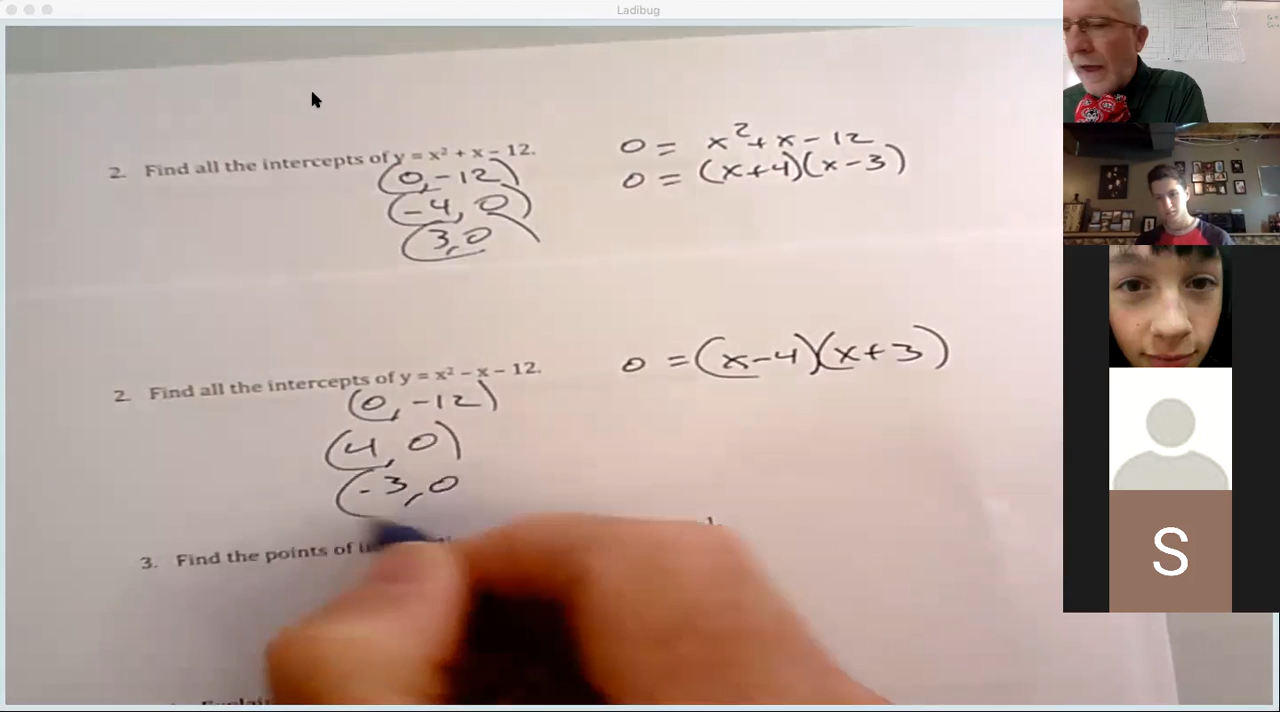 Ladibug
2. Find all the intercepts of y = x² + x - 12.
(0, -12)
(-4, 0)
(3, 0
0 = x² + x - 12
0 = (x+4)(x-3)
2. Find all the intercepts of y = x² - x - 12.
(0, -12)
(4, 0)
(-3, 0
0 = (x-4)(x+3)
3. Find the points of
1.
S